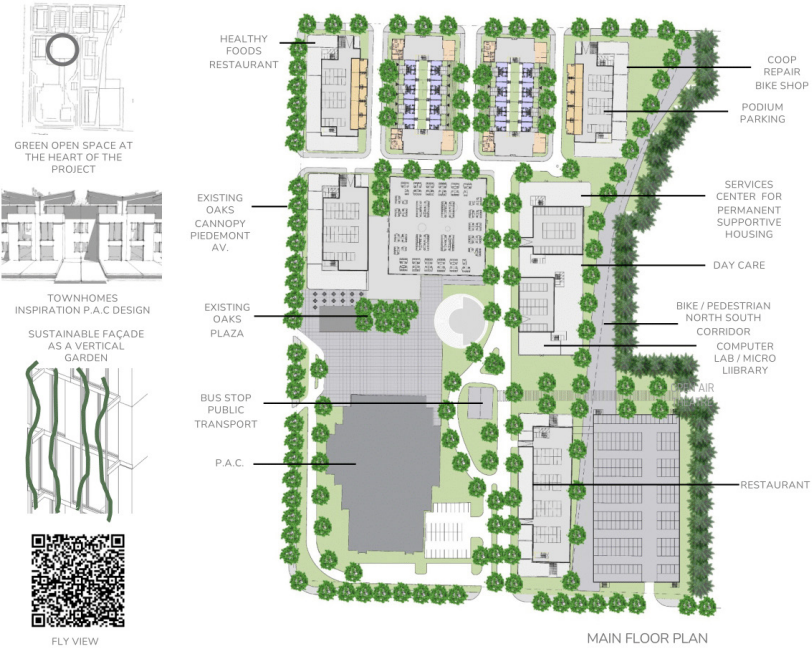 GREEN OPEN SPACE AT
THE HEART OF THE
PROJECT
TOWNHOMES
INSPIRATION P.A.C DESIGN
SUSTAINABLE FAÇADE
AS A VERTICAL
GARDEN
FLY VIEW
HEALTHY
FOODS
RESTAURANT
EXISTING
OAKS
CANNOPY
PIEDEMONT
AV.
EXISTING
OAKS
PLAZA
BUS STOP
PUBLIC
TRANSPORT
P.A.C.
COOP
REPAIR
BIKE SHOP
PODIUM
PARKING
SERVICES
CENTER FOR
PERMANENT
SUPPORTIVE
HOUSING
DAY CARE
BIKE / PEDESTRIAN
NORTH SOUTH
CORRIDOR
COMPUTER
LAB / MICRO
LIIBRARY
AIR
RESTAURANT
MAIN FLOOR PLAN